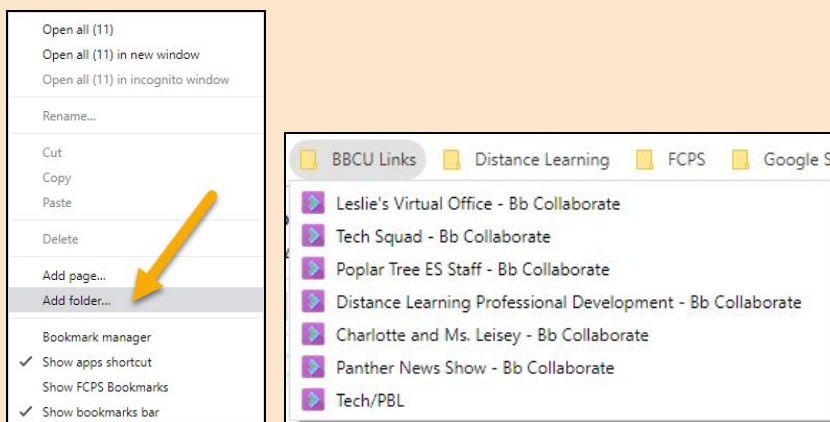 Open all (11)
Open all (11) in new window
Open all (11) in incognito window
Rename...
Cut
Copy
Paste
Delete
Add page...
Add folder...
Bookmark manager
Show apps shortcut
Show FCPS Bookmarks
Show bookmarks bar
BBCU Links Distance Learning FCPS Google S
Leslie's Virtual Office - Bb Collaborate
Tech Squad - Bb Collaborate
Poplar Tree ES Staff - Bb Collaborate
Distance Learning Professional Development - Bb Collaborate
Charlotte and Ms. Leisey - Bb Collaborate
Panther News Show - Bb Collaborate
Tech/PBL